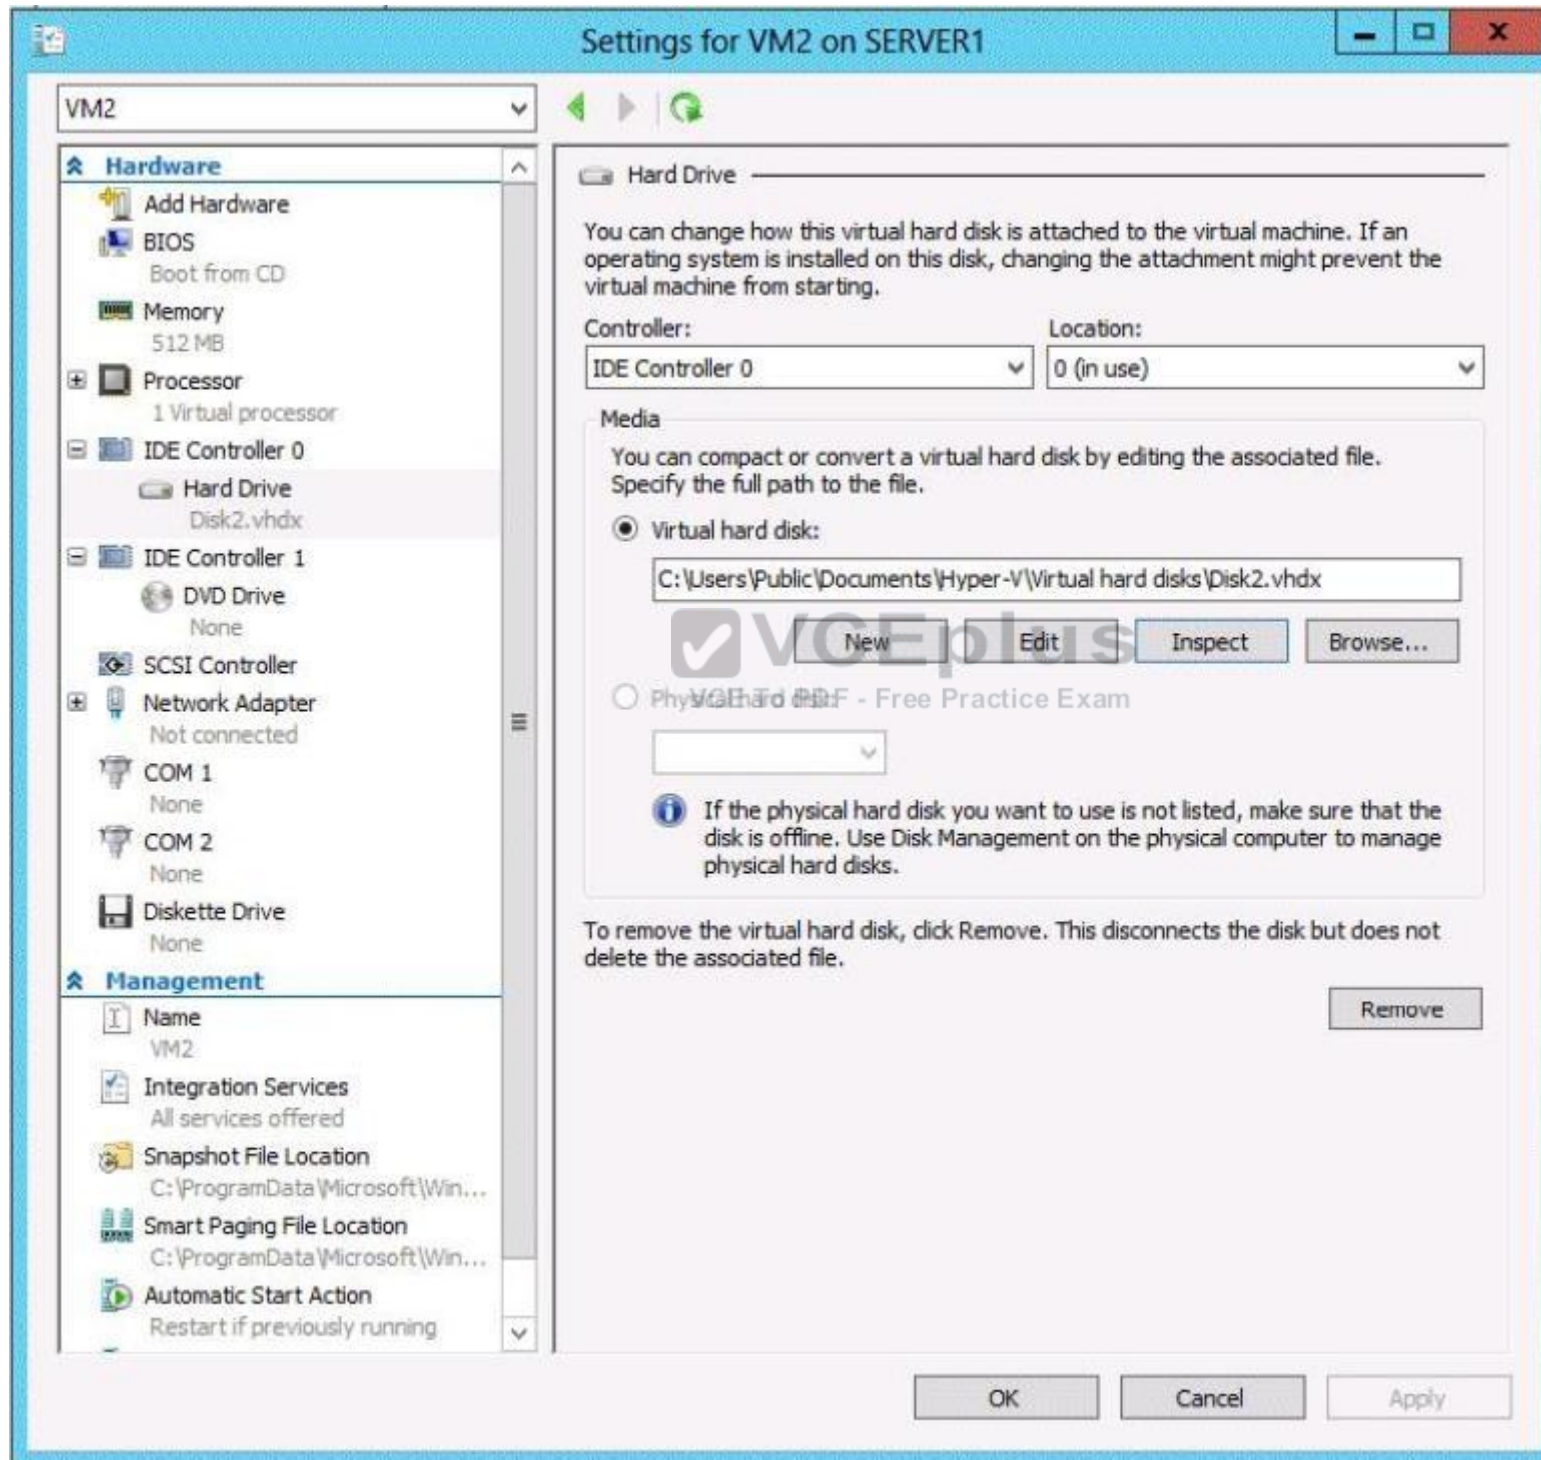 Settings for VM2 on SERVER1
VM2
Hardware
Add Hardware
BIOS
Boot from CD
Memory
512 MB
Processor
1 Virtual processor
IDE Controller 0
Hard Drive
Disk2.vhdx
IDE Controller 1
DVD Drive
None
SCSI Controller
Network Adapter
Not connected
COM 1
None
COM 2
None
Diskette Drive
None
Management
Name
VM2
Integration Services
All services offered
Snapshot File Location
C:\ProgramData\Microsoft\Win...
Smart Paging File Location
C:\ProgramData\Microsoft\Win...
Automatic Start Action
Restart if previously running
Hard Drive
You can change how this virtual hard disk is attached to the virtual machine. If an
operating system is installed on this disk, changing the attachment might prevent the
virtual machine from starting.
Controller:
Location:
IDE Controller 0
0 (in use)
Media
You can compact or convert a virtual hard disk by editing the associated file.
Specify the full path to the file.
Virtual hard disk:
C:\Users\Public\Documents\Hyper-V\Virtual hard disks\Disk2.vhdx
VCEplus
New
Edit
Inspect
Browse...
Physical hard disk:
VCE To PDF - Free Practice Exam
If the physical hard disk you want to use is not listed, make sure that the
disk is offline. Use Disk Management on the physical computer to manage
physical hard disks.
To remove the virtual hard disk, click Remove. This disconnects the disk but does not
delete the associated file.
Remove
OK
Cancel
Apply